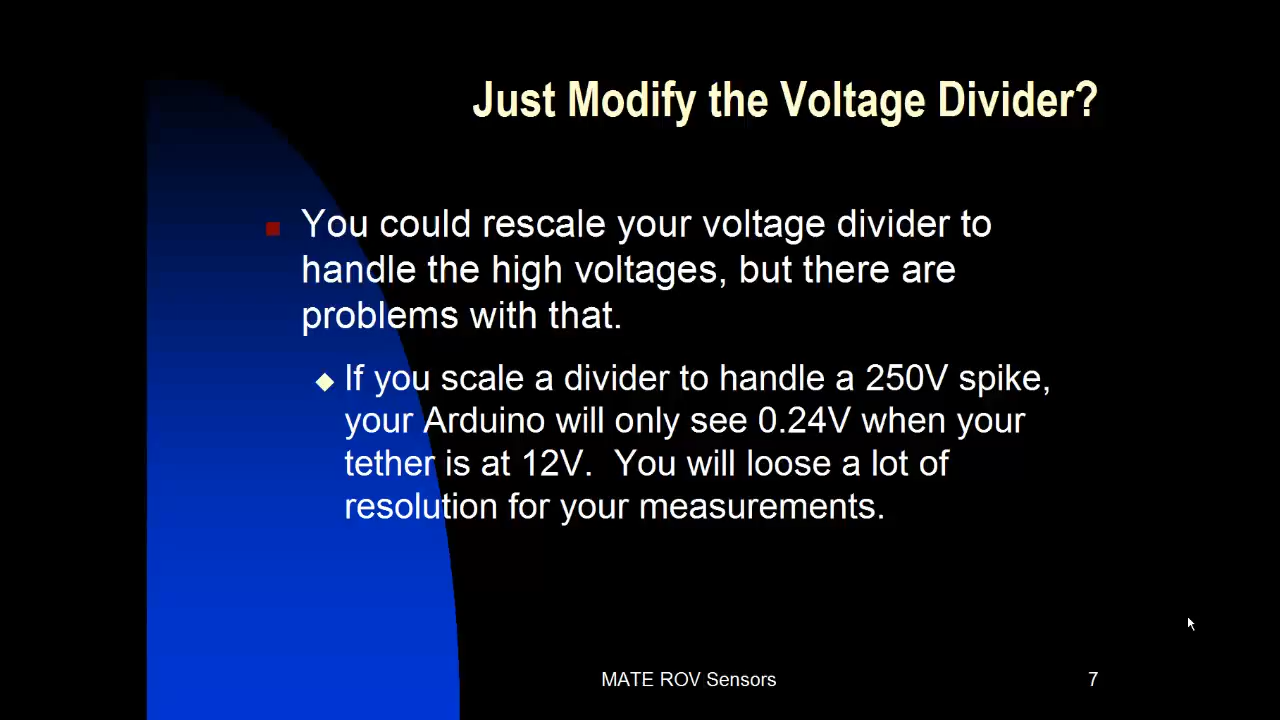 Just Modify the Voltage Divider?
You could rescale your voltage divider to
handle the high voltages, but there are
problems with that.
If you scale a divider to handle a 250V spike,
your Arduino will only see 0.24V when your
tether is at 12V.  You will loose a lot of
resolution for your measurements.
MATE ROV Sensors
7